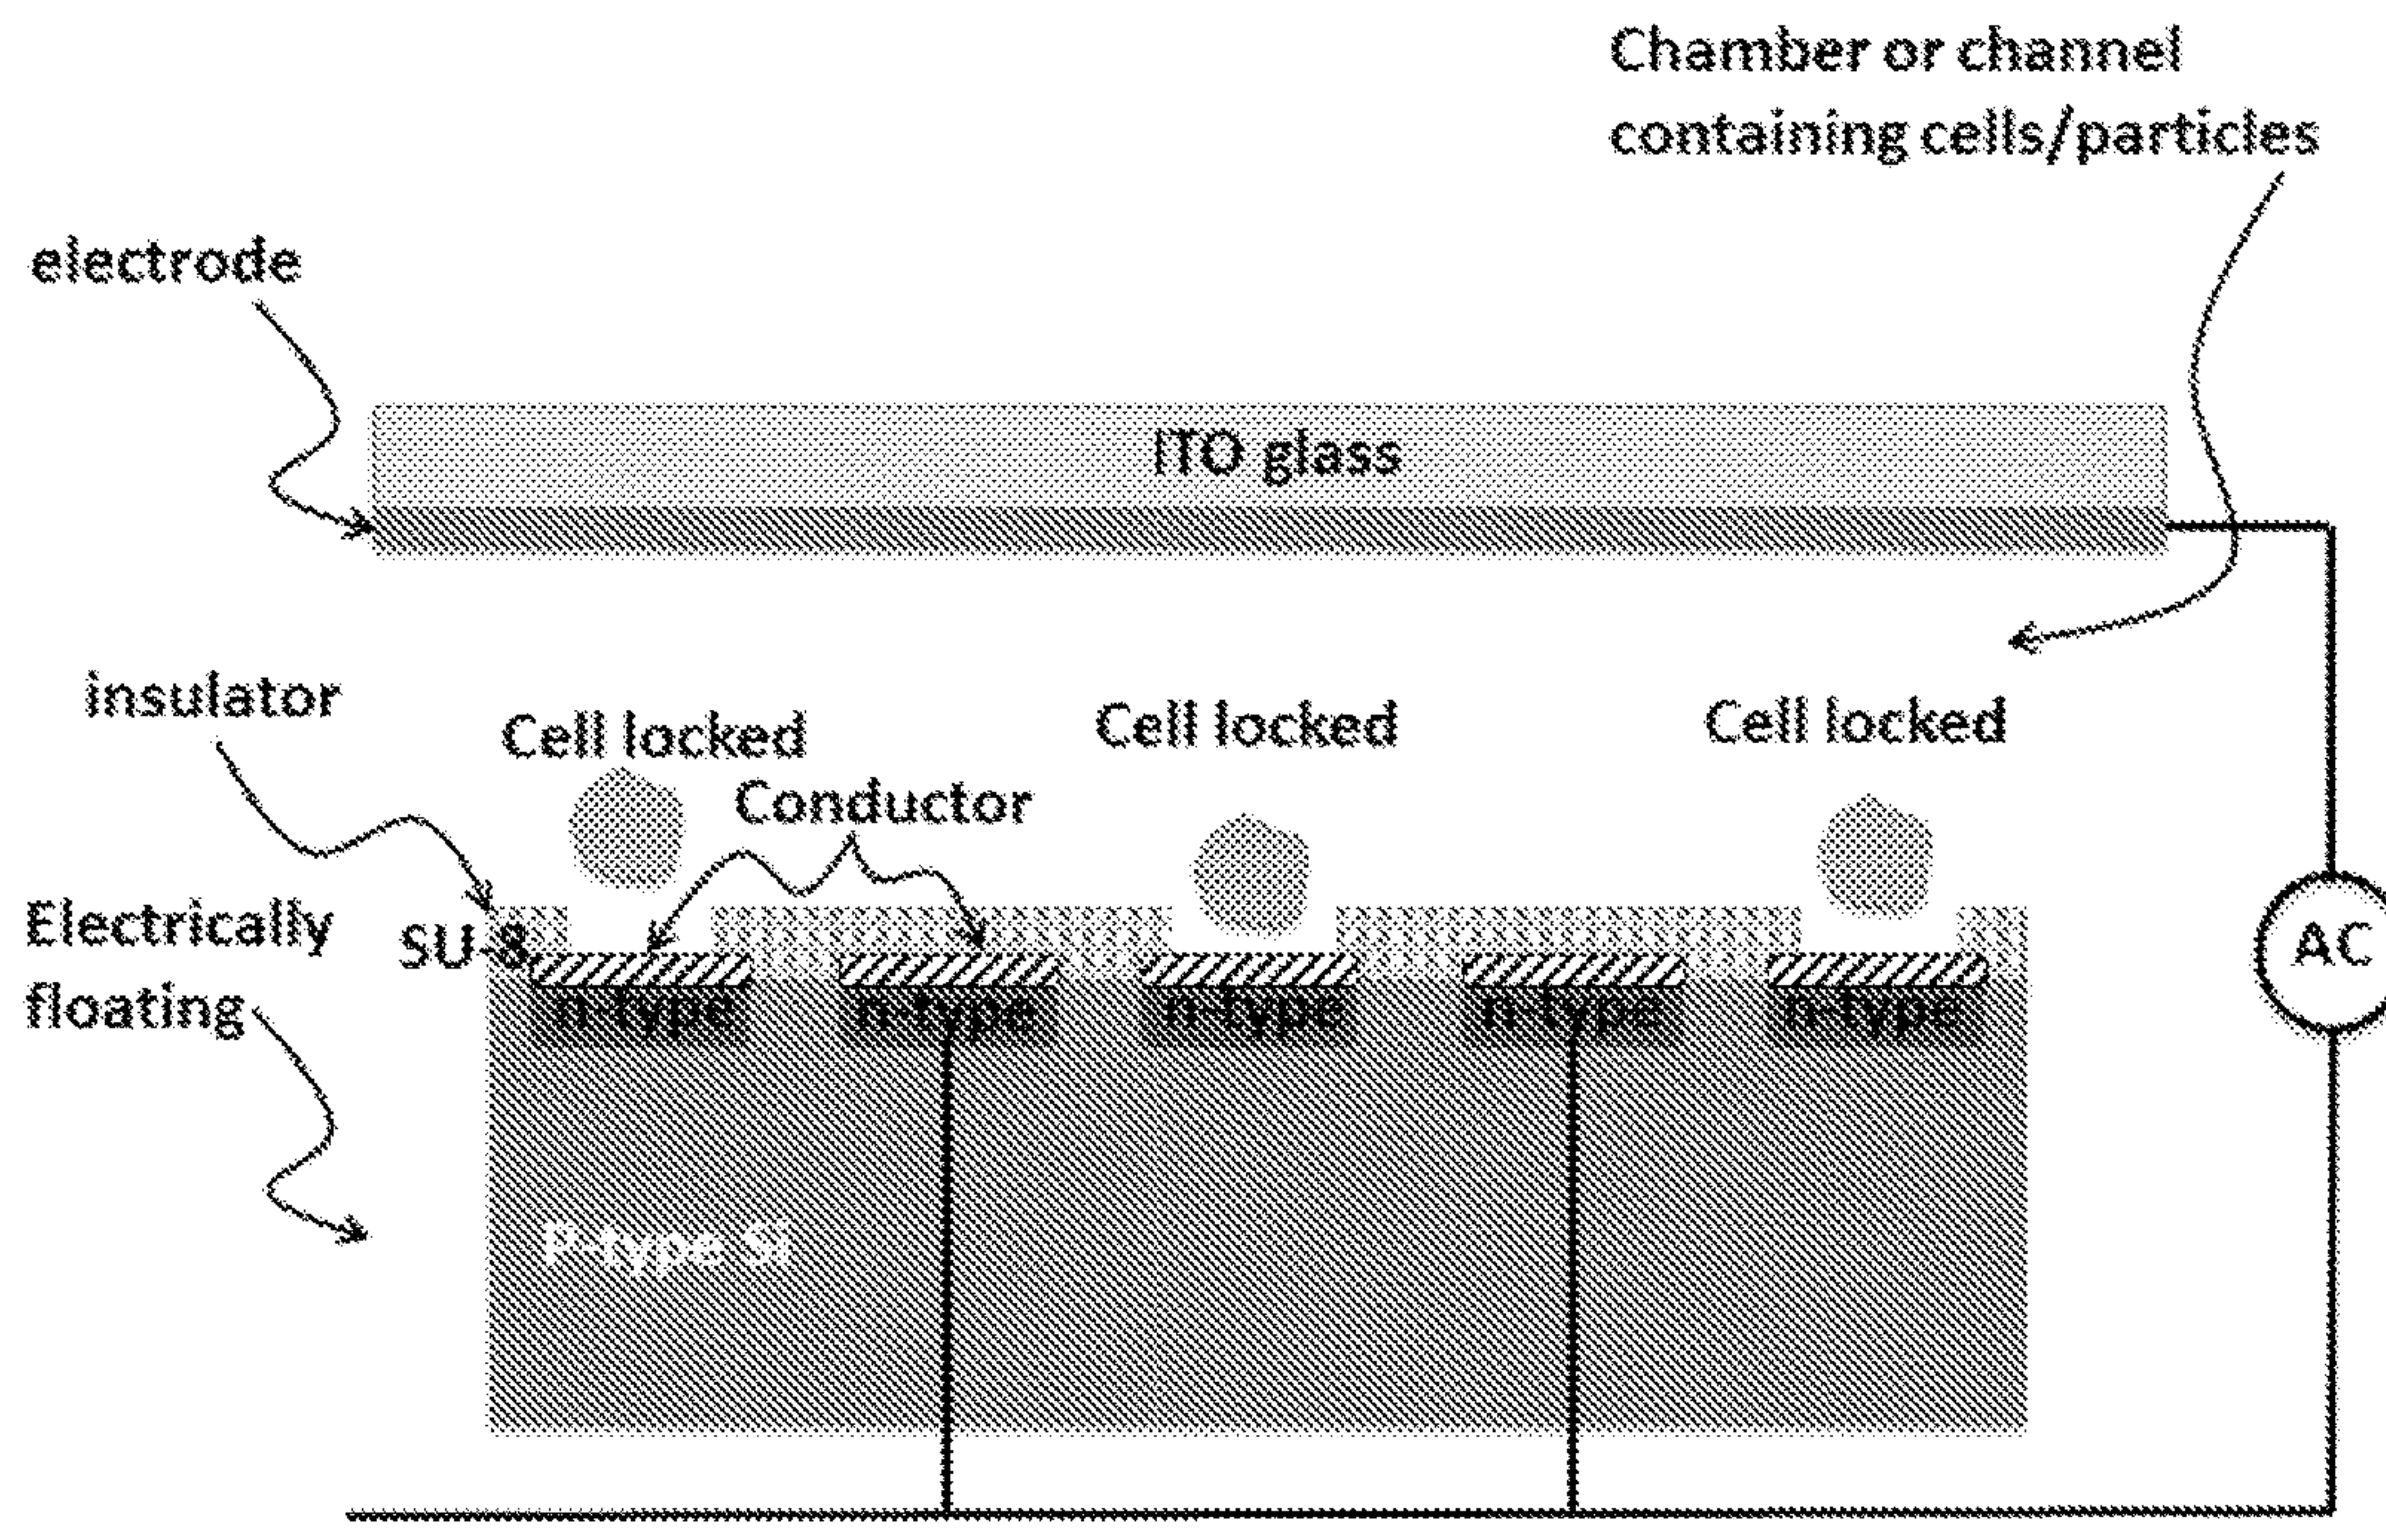 Chamber or channel
containing cells/particles
electrode
ITO glass
insulator
Cell locked
Cell locked
Cell locked
Conductor
Electrically
floating
SU-8
AC
n-type
n-type
n-type
n-type
n-type
P-type Si